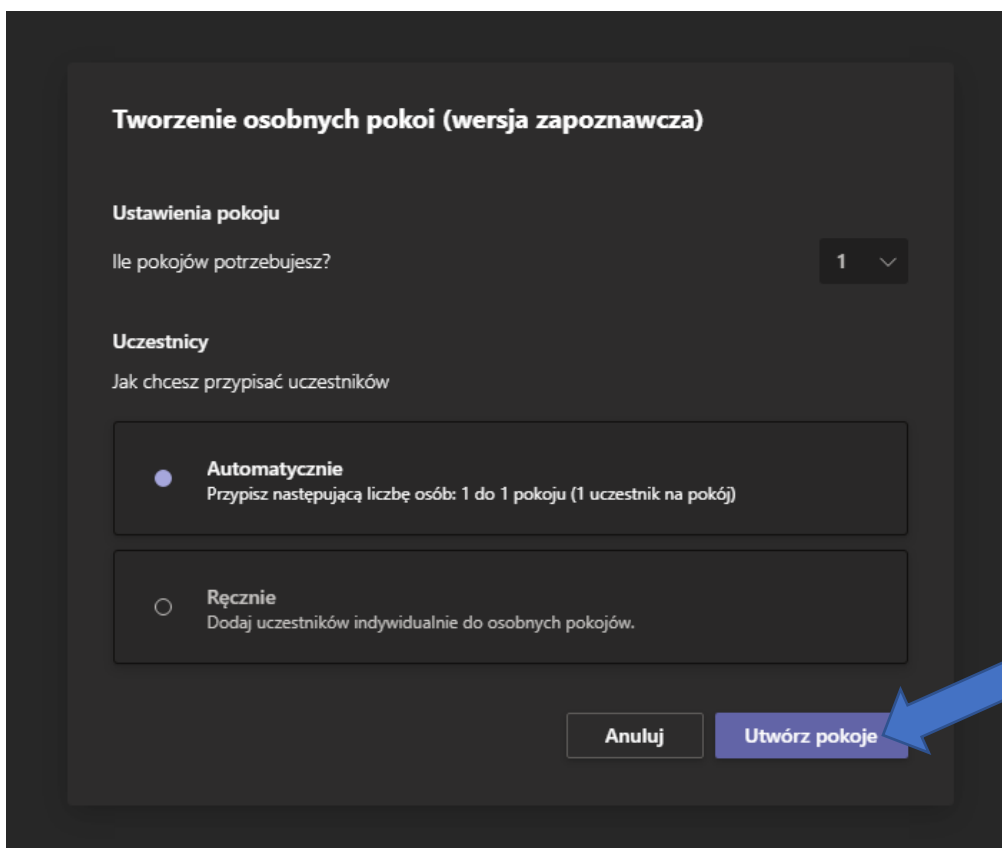 Tworzenie osobnych pokoi (wersja zapoznawcza)
Ustawienia pokoju
Ile pokojów potrzebujesz?
1
Uczestnicy
Jak chcesz przypisać uczestników
Automatycznie
Przypisz następującą liczbę osób: 1 do 1 pokoju (1 uczestnik na pokój)
Ręcznie
Dodaj uczestników indywidualnie do osobnych pokojów.
Anuluj
Utwórz pokoje